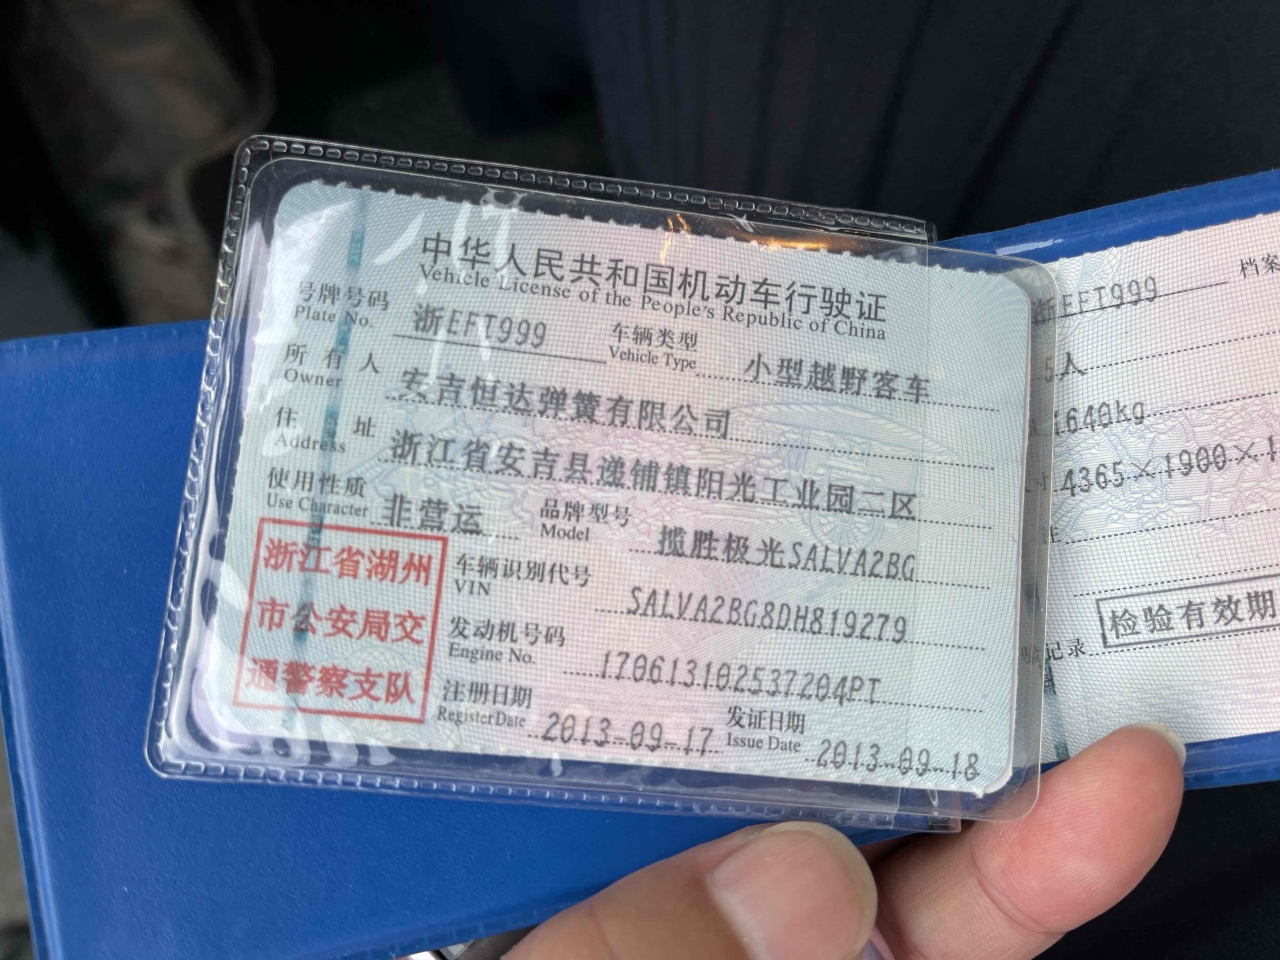 中华人民共和国机动车行驶证
Vehicle License of the People's Republic of China
号牌号码 浙EFT999 车辆类型 小型越野客车
Plate No. Vehicle Type
所有人 安吉恒达弹簧有限公司
Owner
住址 浙江省安吉县递铺镇阳光工业园二区
Address
使用性质 非营运 品牌型号 揽胜极光SALVA2BG
Use Character Model
浙江省湖州
市公安局交
通警察支队
车辆识别代号 SALVA2BG8DH819279
VIN
发动机号码 170613102537204PT
Engine No.
注册日期 2013-09-17 发证日期 2013-09-18
Register Date Issue Date
浙EFT999 档案
5人
1640kg
4365×1900×1
记录 检验有效期